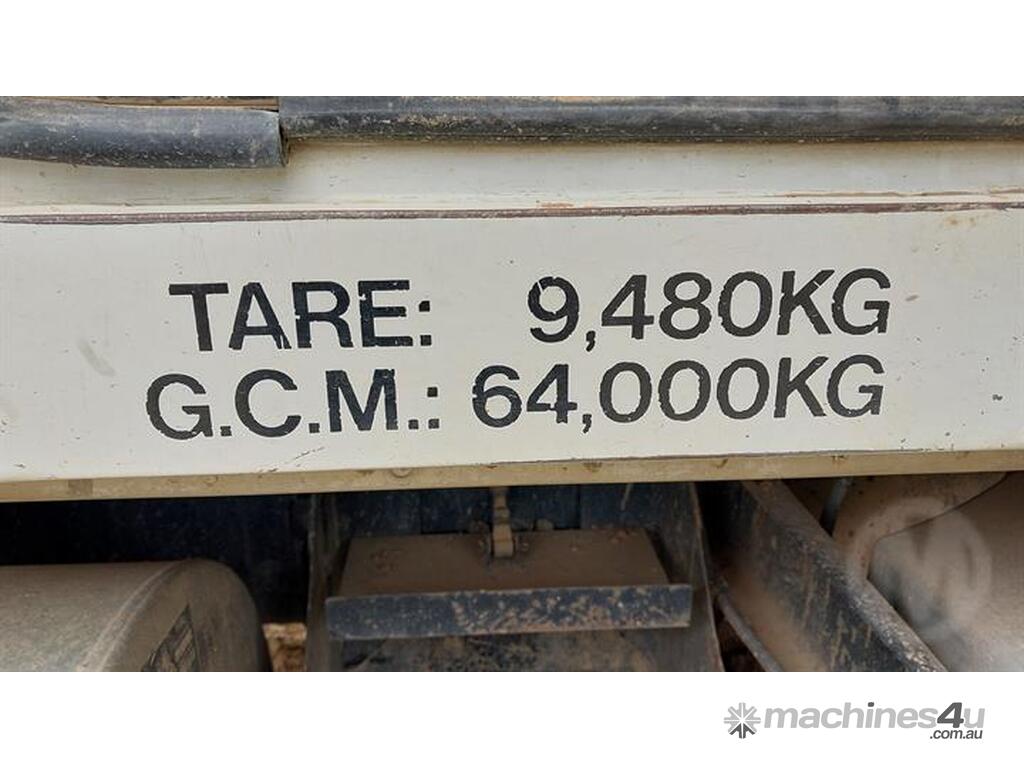 TARE: 9,480KG
G.C.M.: 64,000KG
machines4u
.com.au